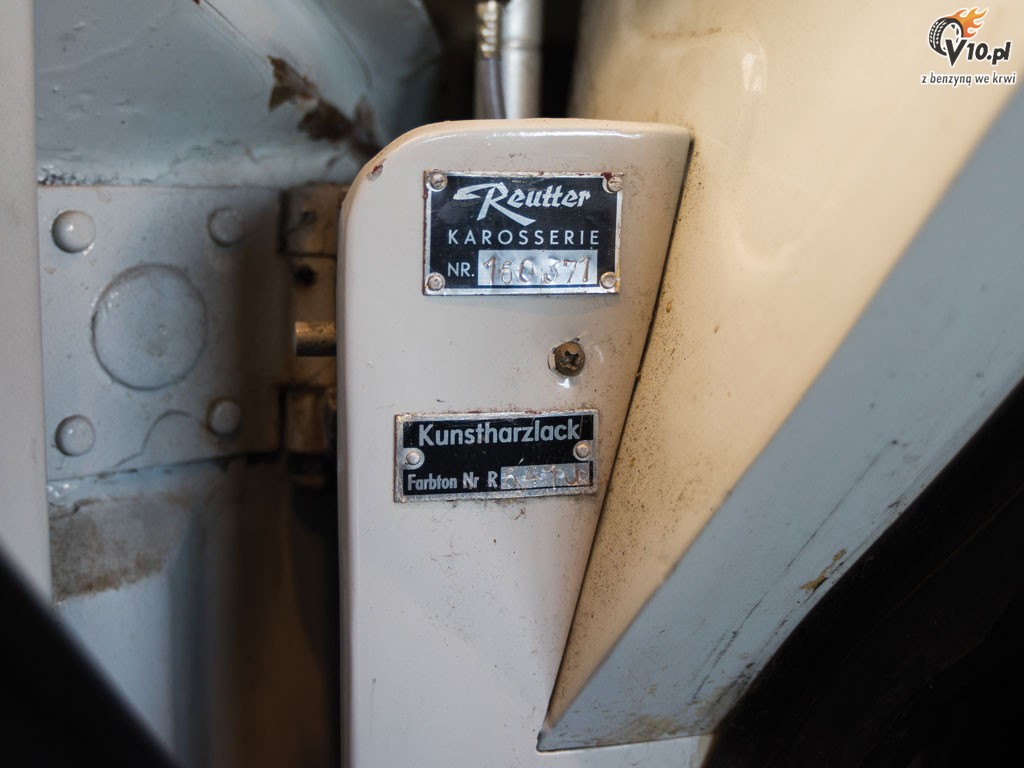 V10.pl
z benzyną we krwi
Reutter
KAROSSERIE
NR. 160371
Kunstharzlack
Farbton Nr R